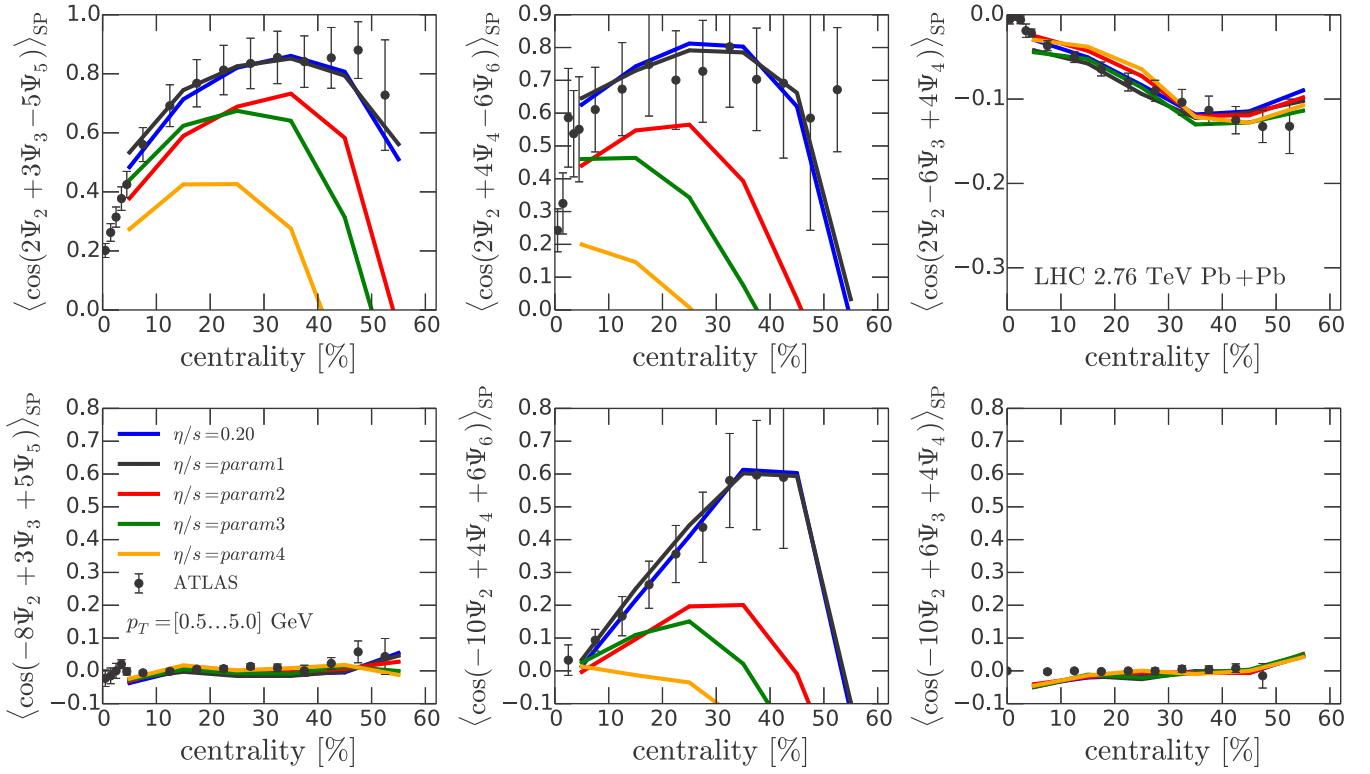 ⟨cos(2Ψ₂ +3Ψ₃ −5Ψ₅)⟩SP
1.0
0.8
0.6
0.4
0.2
0.0
0 10 20 30 40 50 60
centrality [%]
⟨cos(2Ψ₂ +4Ψ₄ −6Ψ₆)⟩SP
0.9
0.8
0.7
0.6
0.5
0.4
0.3
0.2
0.1
0.0
0 10 20 30 40 50 60
centrality [%]
⟨cos(2Ψ₂ −6Ψ₃ +4Ψ₄)⟩SP
0.0
−0.1
−0.2
−0.3
LHC 2.76 TeV Pb+Pb
0 10 20 30 40 50 60
centrality [%]
⟨cos(−8Ψ₂ +3Ψ₃ +5Ψ₅)⟩SP
0.8
0.7
0.6
0.5
0.4
0.3
0.2
0.1
0.0
−0.1
η/s=0.20
η/s=param1
η/s=param2
η/s=param3
η/s=param4
ATLAS
p_T =[0.5...5.0] GeV
0 10 20 30 40 50 60
centrality [%]
⟨cos(−10Ψ₂ +4Ψ₄ +6Ψ₆)⟩SP
0.8
0.7
0.6
0.5
0.4
0.3
0.2
0.1
0.0
−0.1
0 10 20 30 40 50 60
centrality [%]
⟨cos(−10Ψ₂ +6Ψ₃ +4Ψ₄)⟩SP
0.8
0.7
0.6
0.5
0.4
0.3
0.2
0.1
0.0
−0.1
0 10 20 30 40 50 60
centrality [%]